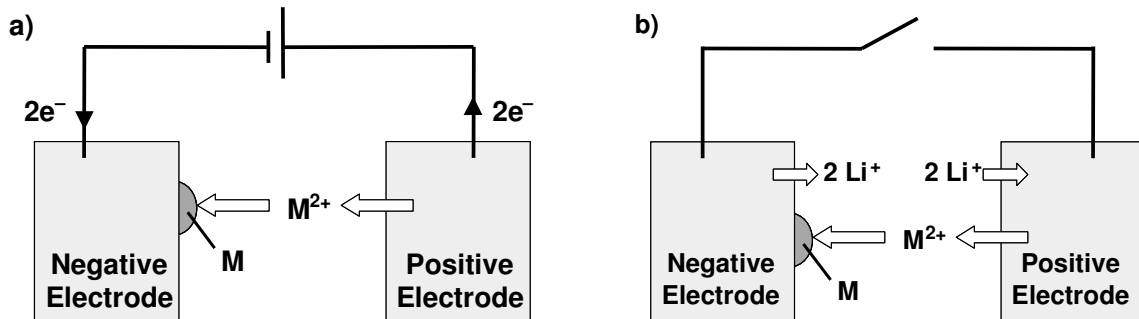 a)
2e⁻
2e⁻
M²⁺
M
Negative
Electrode
Positive
Electrode
b)
2 Li⁺
2 Li⁺
M²⁺
M
Negative
Electrode
Positive
Electrode